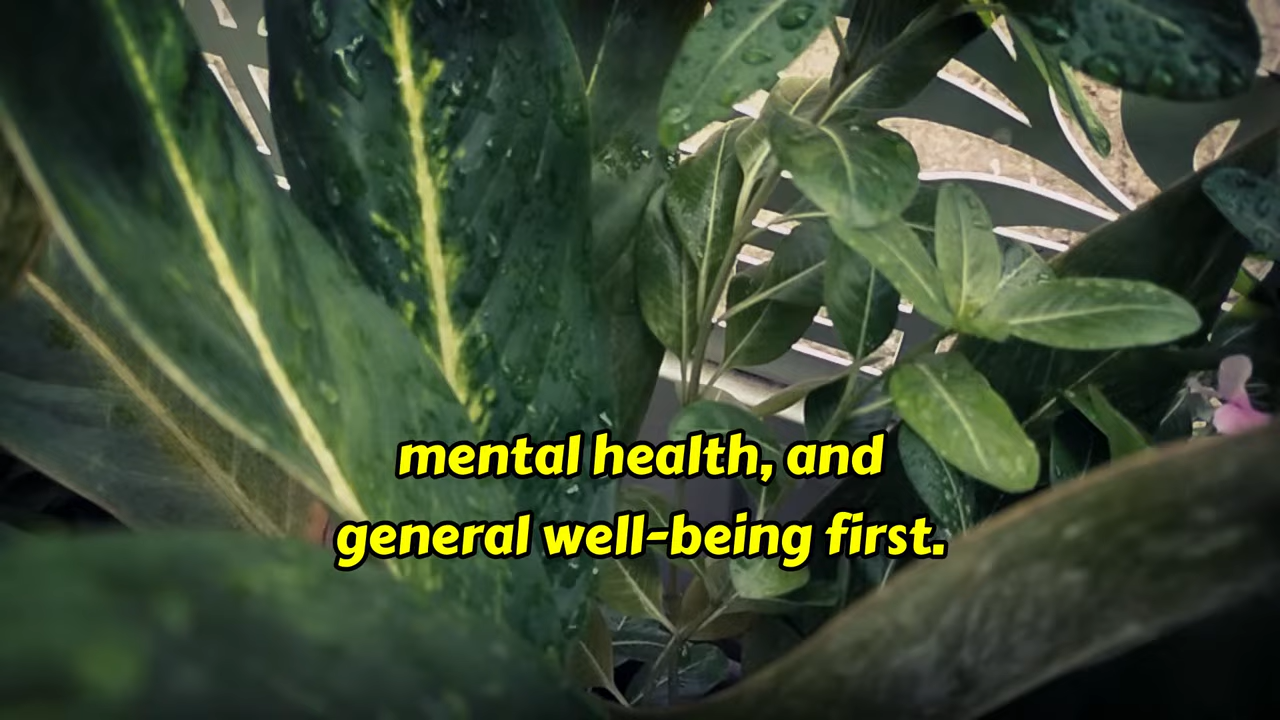 mental health, and
general well-being first.